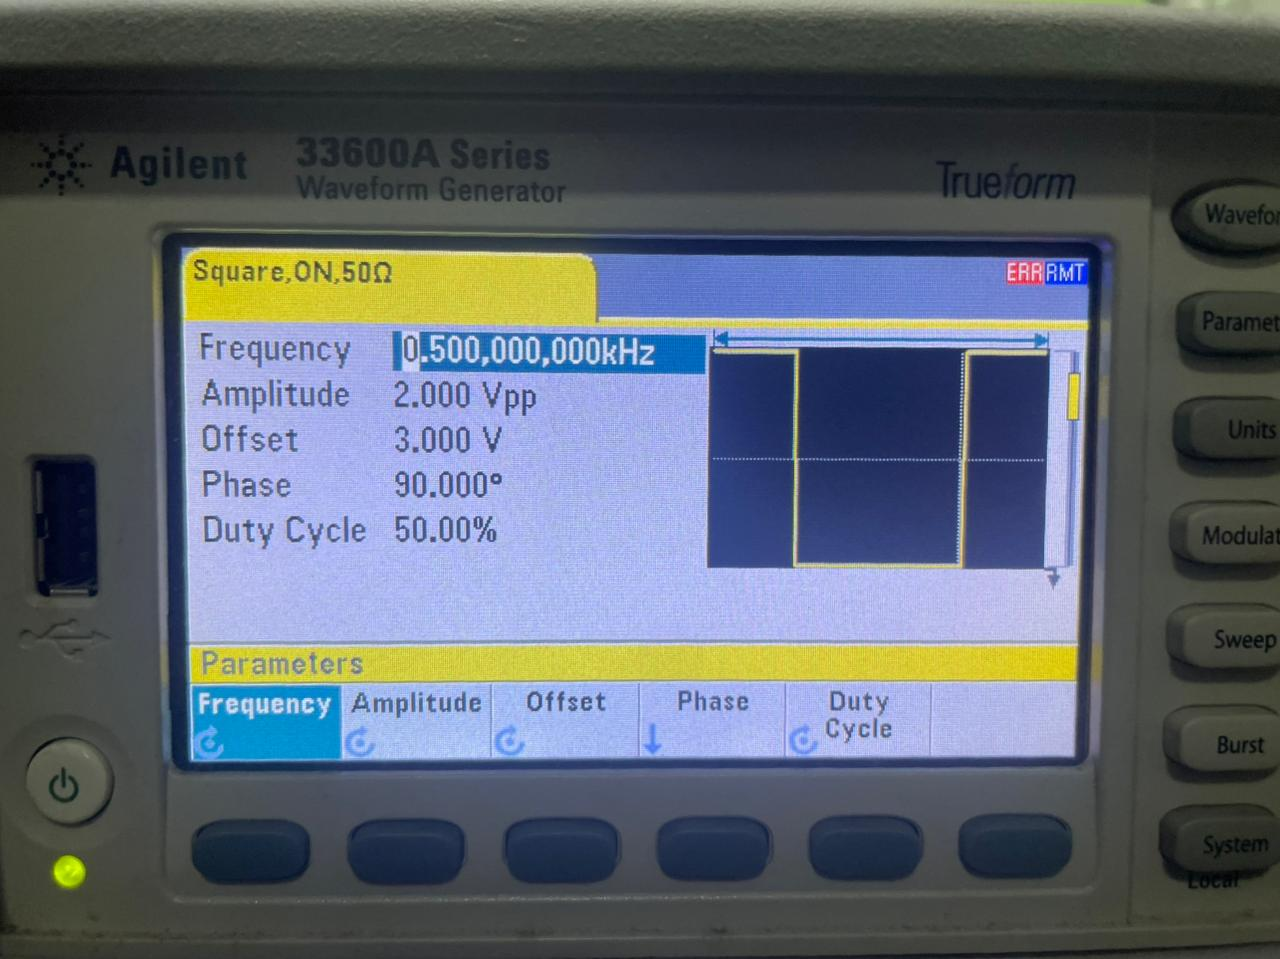 Agilent
33600A Series
Waveform Generator
Trueform
Square,ON,50Ω
ERR RMT
Frequency 0.500,000,000kHz
Amplitude 2.000 Vpp
Offset 3.000 V
Phase 90.000°
Duty Cycle 50.00%
Parameters
Frequency Amplitude Offset Phase Duty
Cycle
Wavefo
Paramet
Units
Modulat
Sweep
Burst
System
Local